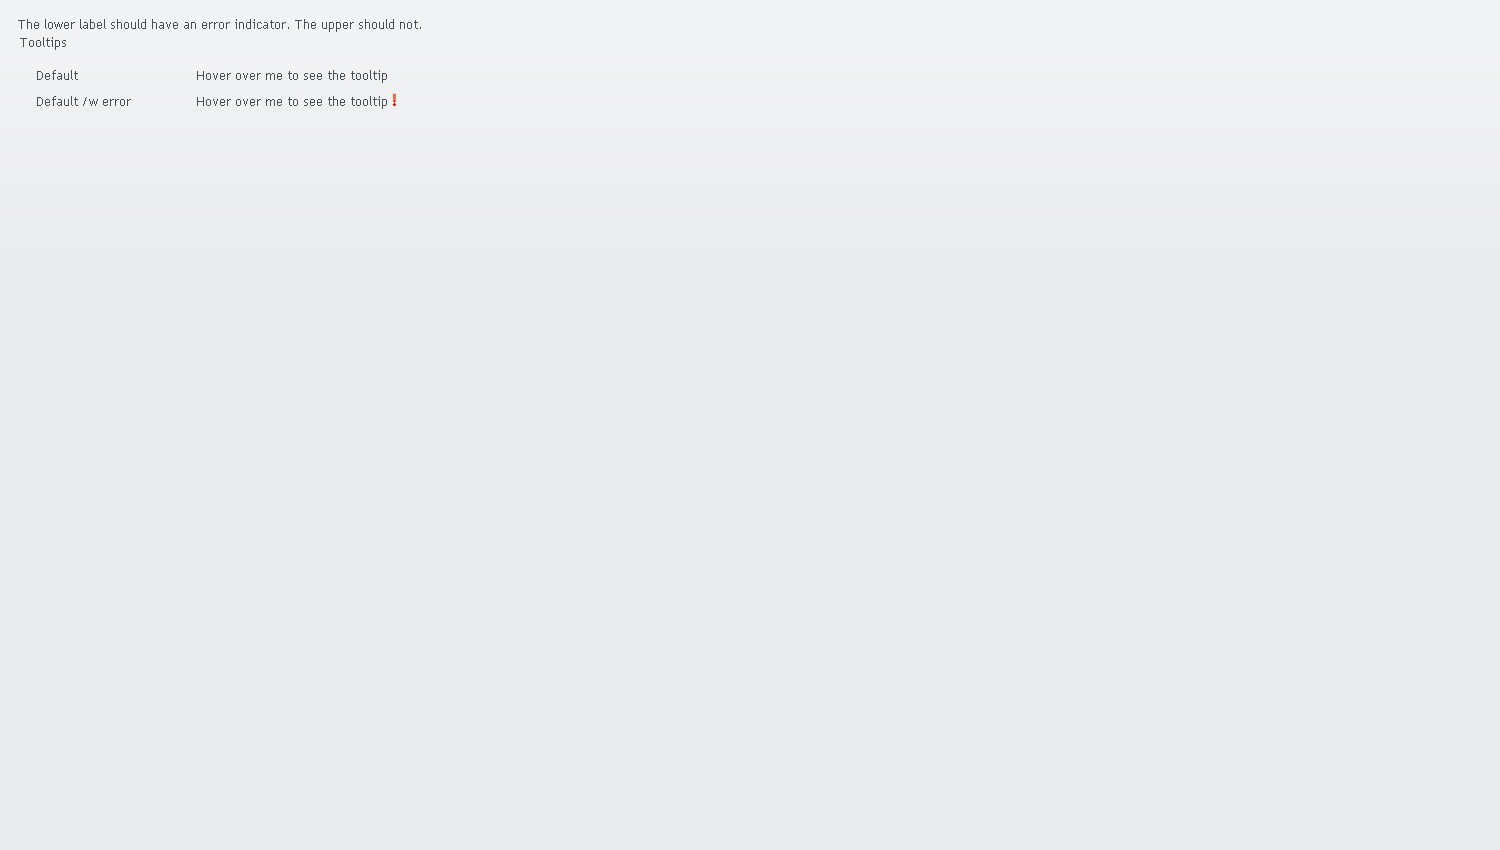 The lower label should have an error indicator. The upper should not.
Tooltips
Default Hover over me to see the tooltip
Default /w error Hover over me to see the tooltip !